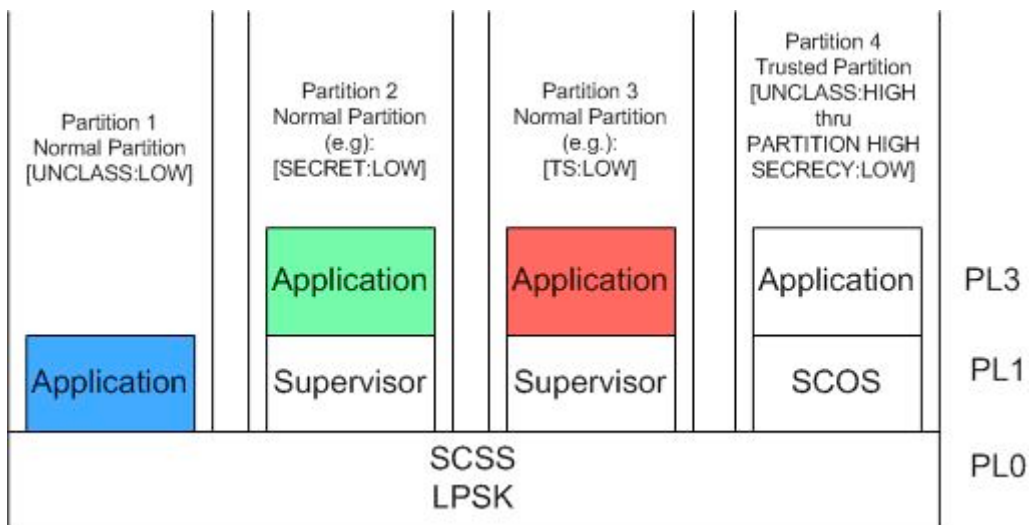 Partition 1
Normal Partition
[UNCLASS:LOW]
Partition 2
Normal Partition
(e.g):
[SECRET:LOW]
Partition 3
Normal Partition
(e.g.):
[TS:LOW]
Partition 4
Trusted Partition
[UNCLASS:HIGH
thru
PARTITION HIGH
SECRECY:LOW]
Application
Application
Application
PL3
Application
Supervisor
Supervisor
SCOS
PL1
SCSS
LPSK
PL0